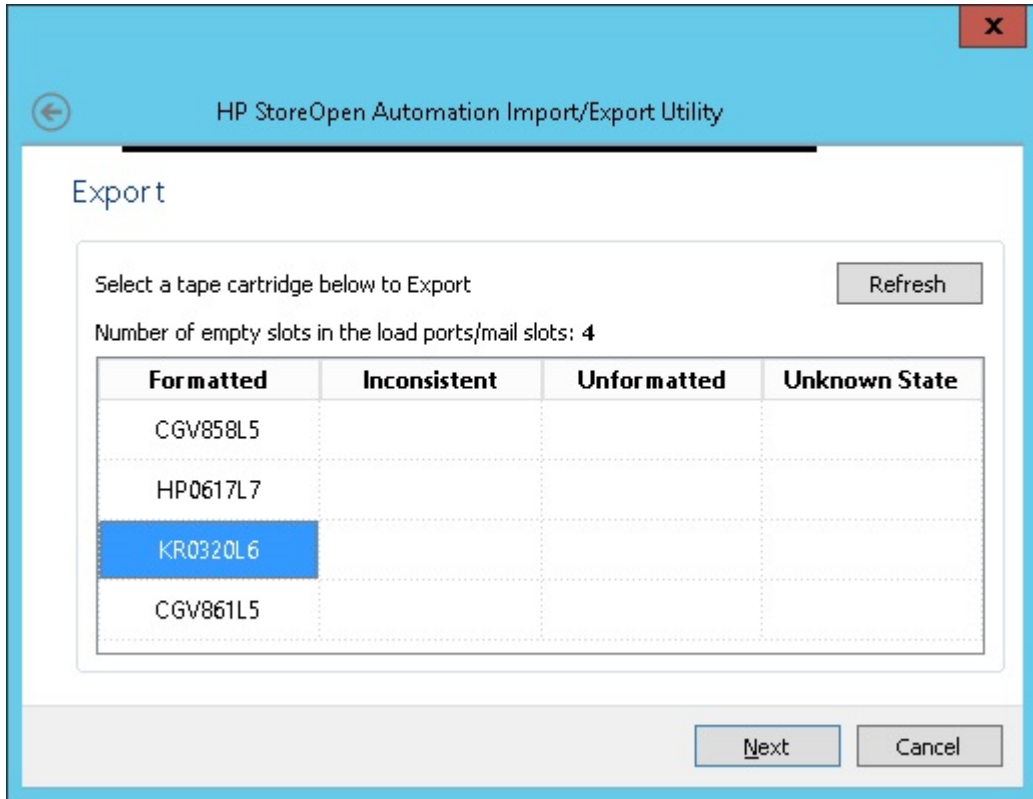 X
HP StoreOpen Automation Import/Export Utility
Export
Select a tape cartridge below to Export
Refresh
Number of empty slots in the load ports/mail slots: 4
Formatted Inconsistent Unformatted Unknown State
CGV858L5
HP0617L7
KR0320L6
CGV861L5
Next Cancel